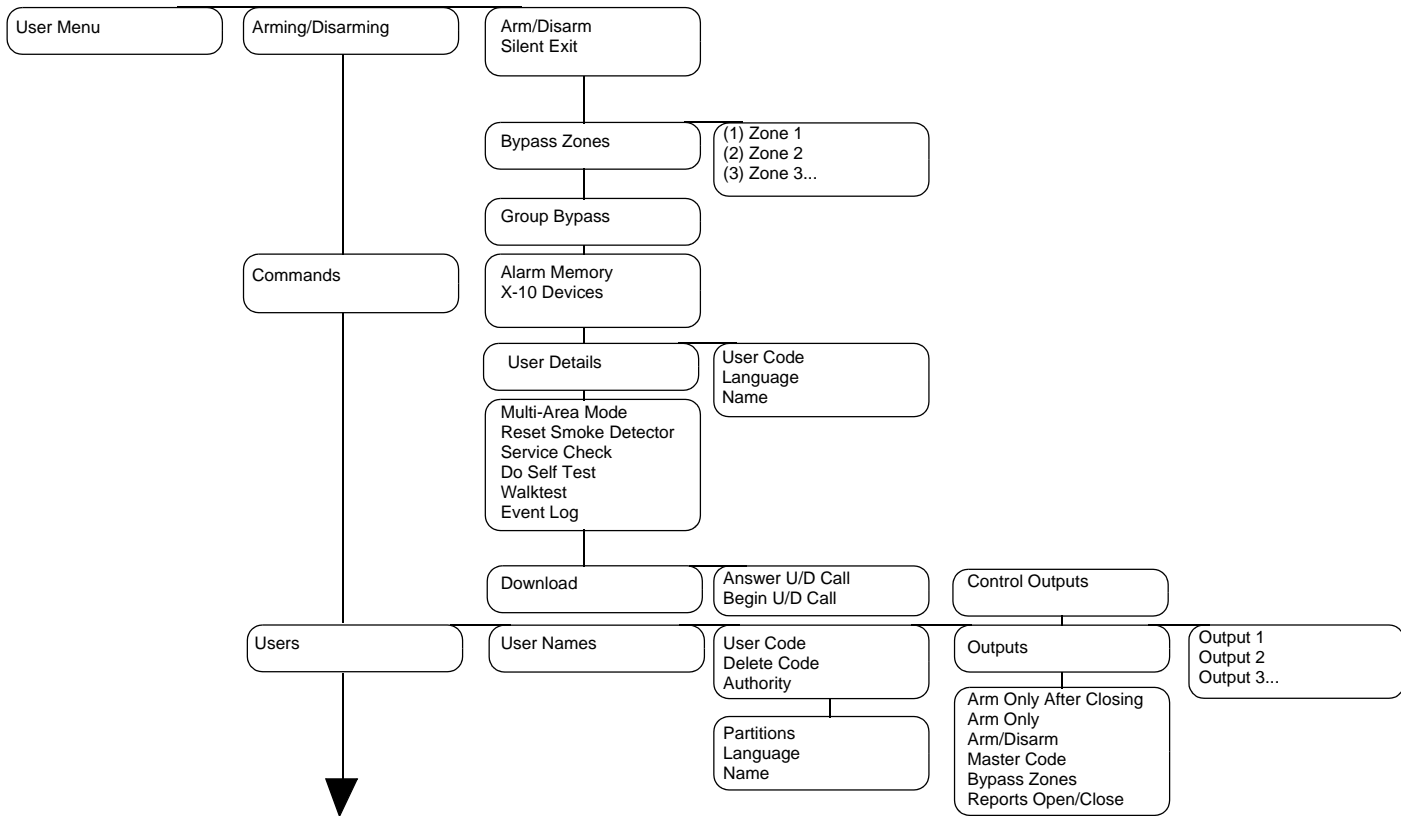 User Menu
Arming/Disarming
Arm/Disarm
Silent Exit
Bypass Zones
(1) Zone 1
(2) Zone 2
(3) Zone 3...
Group Bypass
Commands
Alarm Memory
X-10 Devices
User Details
User Code
Language
Name
Multi-Area Mode
Reset Smoke Detector
Service Check
Do Self Test
Walktest
Event Log
Download
Answer U/D Call
Begin U/D Call
Control Outputs
Users
User Names
User Code
Delete Code
Authority
Outputs
Output 1
Output 2
Output 3...
Partitions
Language
Name
Arm Only After Closing
Arm Only
Arm/Disarm
Master Code
Bypass Zones
Reports Open/Close